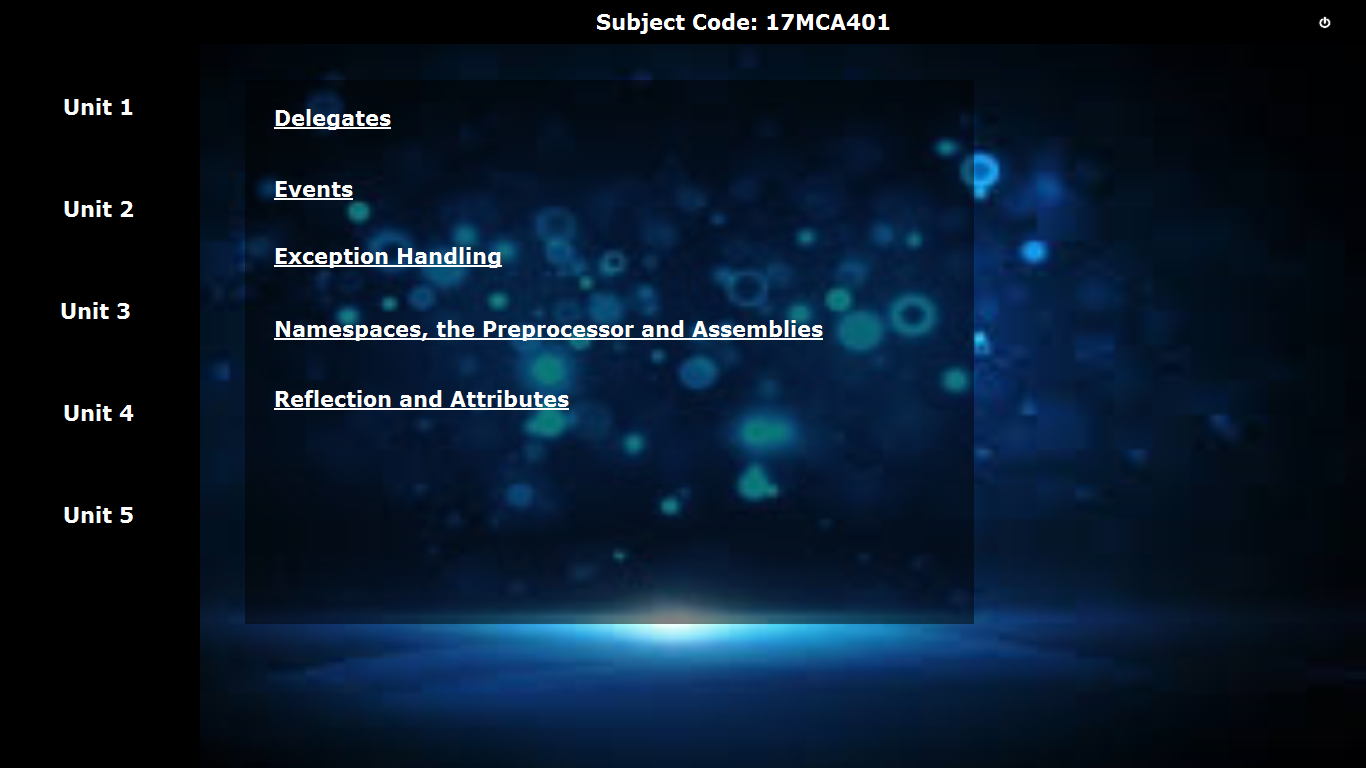 Subject Code: 17MCA401
Unit 1
Unit 2
Unit 3
Unit 4
Unit 5
Delegates
Events
Exception Handling
Namespaces, the Preprocessor and Assemblies
Reflection and Attributes